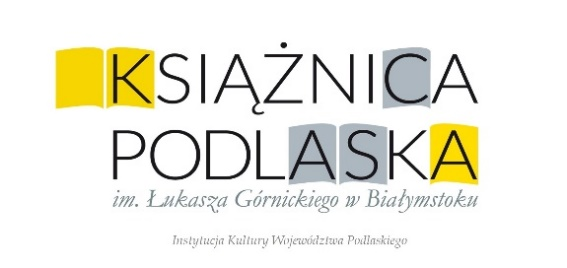 KSIĄŻNICA
PODLASKA
im. Łukasza Górnickiego w Białymstoku
Instytucja Kultury Województwa Podlaskiego